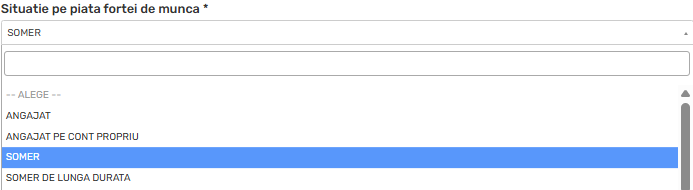 Situatie pe piata fortei de munca *
SOMER
-- ALEGE --
ANGAJAT
ANGAJAT PE CONT PROPRIU
SOMER
SOMER DE LUNGA DURATA